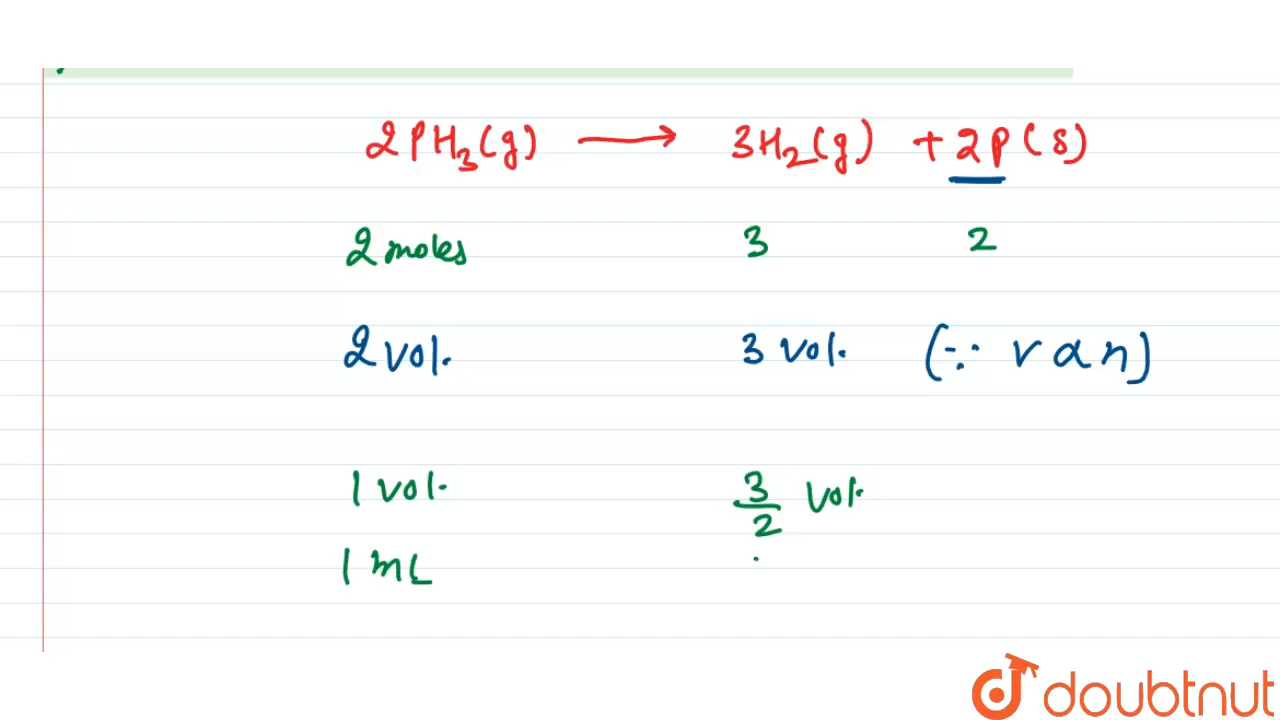 2PH₃(g) ⟶ 3H₂(g) + 2P(s)
2 moles 3 2
2 vol. 3 vol. (∵ V ∝ n)
1 vol. 3/2 vol.
1 mL
doubtnut